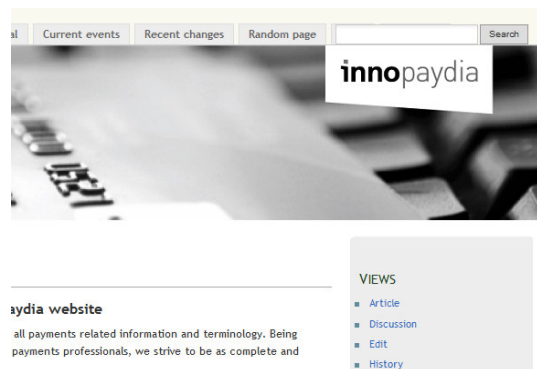 al Current events Recent changes Random page Search
innopaydia
VIEWS
Article
Discussion
Edit
History
aydia website
all payments related information and terminology. Being
payments professionals, we strive to be as complete and